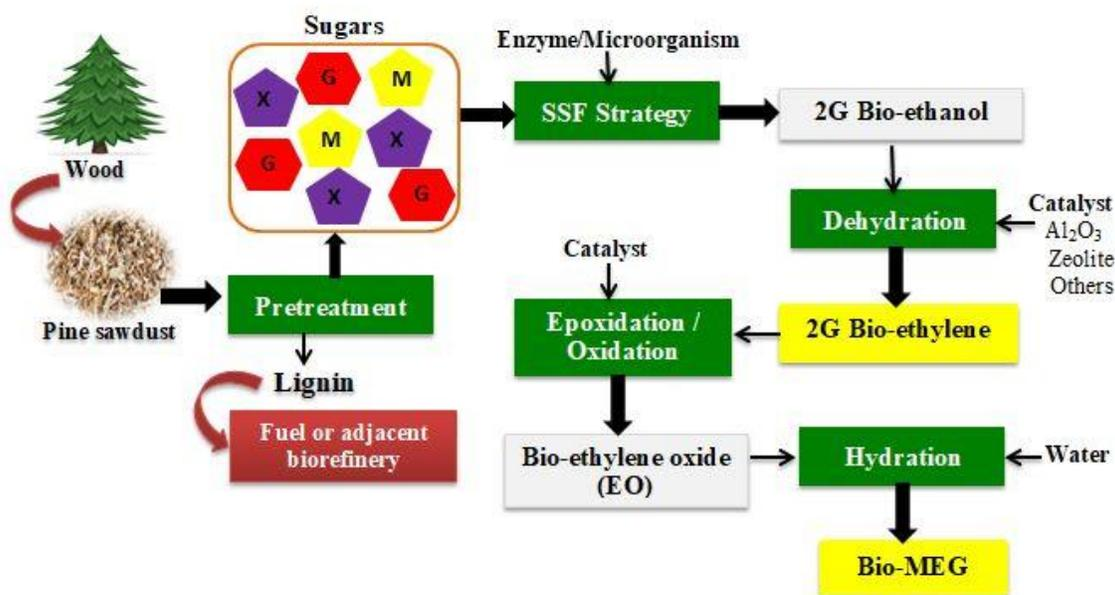 Sugars
X
G
M
M
X
G
X
G
Wood
Pine sawdust
Pretreatment
Lignin
Fuel or adjacent
biorefinery
Enzyme/Microorganism
SSF Strategy
2G Bio-ethanol
Dehydration
Catalyst
Al₂O₃
Zeolite
Others
2G Bio-ethylene
Catalyst
Epoxidation /
Oxidation
Bio-ethylene oxide
(EO)
Hydration
Water
Bio-MEG